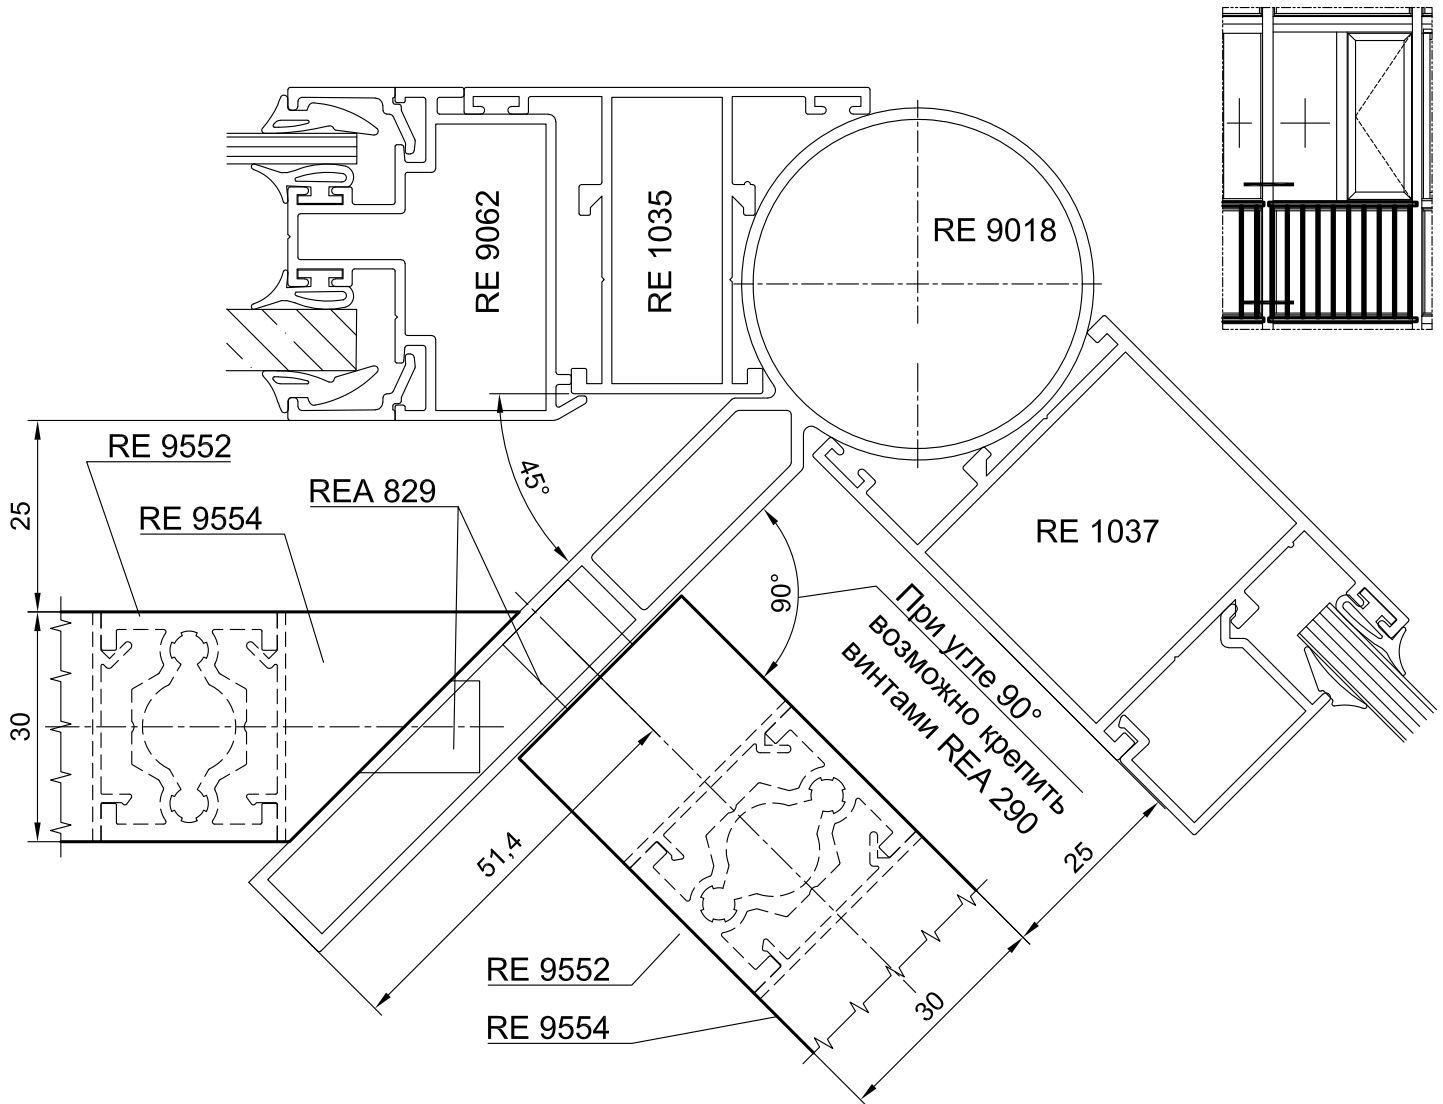 RE 9062
RE 1035
RE 9018
RE 9552
RE 9554
REA 829
45°
25
30
RE 1037
90°
При угле 90°
возможно крепить
винтами REA 290
51,4
25
30
RE 9552
RE 9554